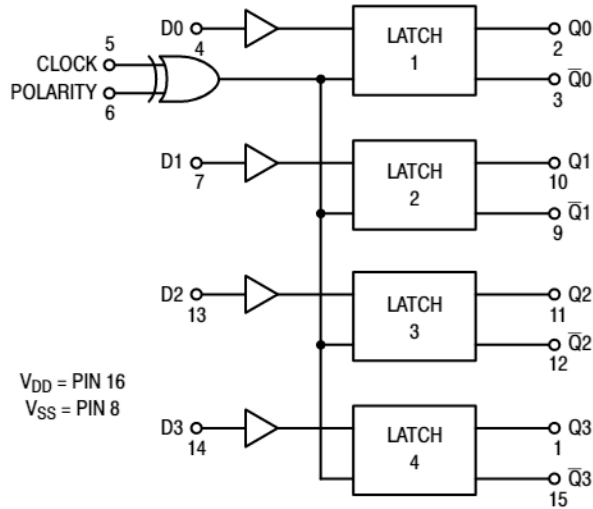 D0
4
LATCH
1
Q0
2
Q̅0
3
5
CLOCK
POLARITY
6
D1
7
LATCH
2
Q1
10
Q̅1
9
D2
13
LATCH
3
Q2
11
Q̅2
12
VDD = PIN 16
VSS = PIN 8
D3
14
LATCH
4
Q3
1
Q̅3
15